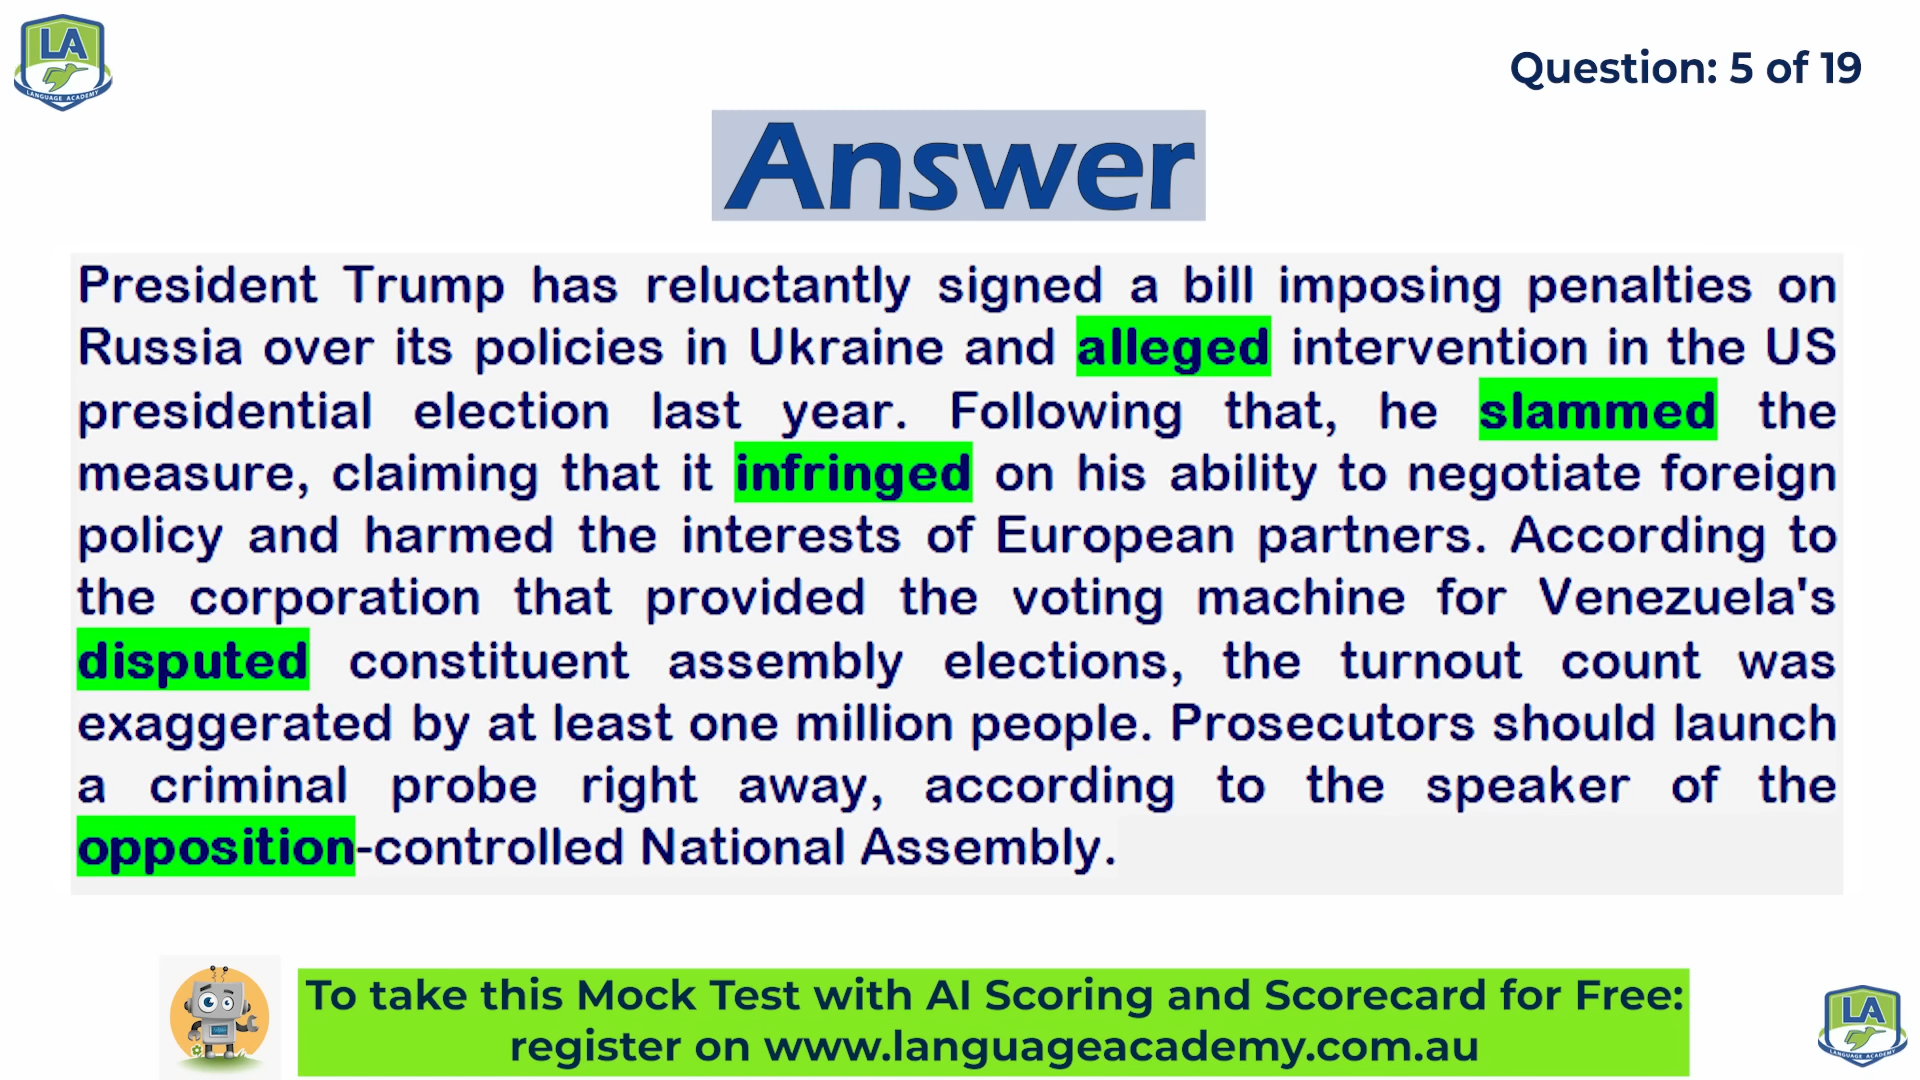 LA
LANGUAGE ACADEMY
Question: 5 of 19
Answer
President Trump has reluctantly signed a bill imposing penalties on
Russia over its policies in Ukraine and alleged intervention in the US
presidential election last year. Following that, he slammed the
measure, claiming that it infringed on his ability to negotiate foreign
policy and harmed the interests of European partners. According to
the corporation that provided the voting machine for Venezuela's
disputed constituent assembly elections, the turnout count was
exaggerated by at least one million people. Prosecutors should launch
a criminal probe right away, according to the speaker of the
opposition-controlled National Assembly.
To take this Mock Test with AI Scoring and Scorecard for Free:
register on www.languageacademy.com.au
LA
LANGUAGE ACADEMY